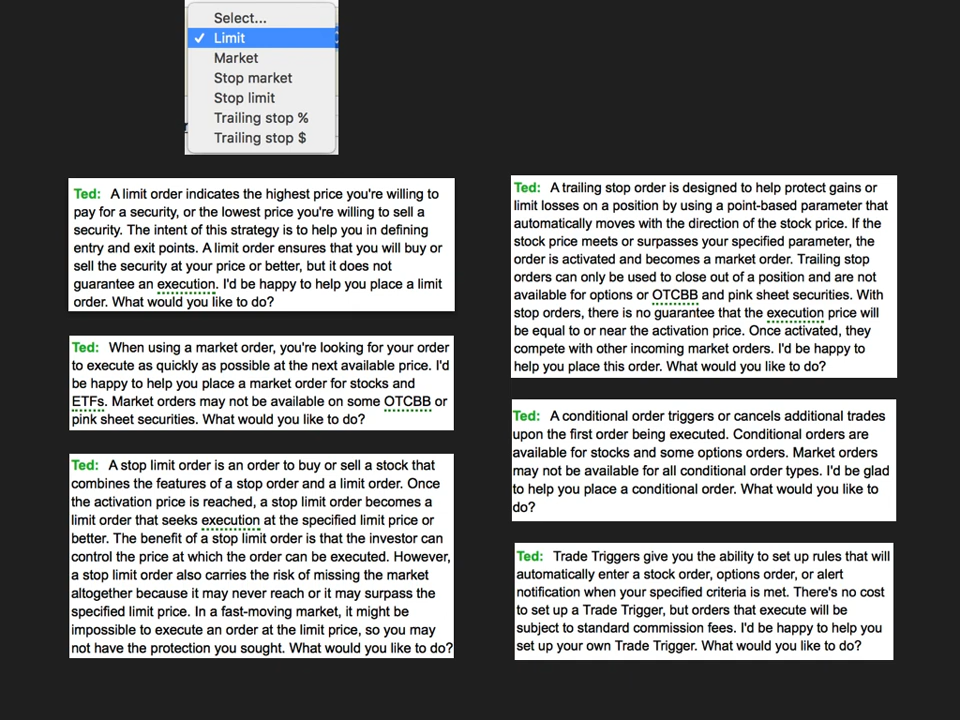 Select...
✓ Limit
Market
Stop market
Stop limit
Trailing stop %
Trailing stop $
Ted: A limit order indicates the highest price you're willing to
pay for a security, or the lowest price you're willing to sell a
security. The intent of this strategy is to help you in defining
entry and exit points. A limit order ensures that you will buy or
sell the security at your price or better, but it does not
guarantee an execution. I'd be happy to help you place a limit
order. What would you like to do?
Ted: When using a market order, you're looking for your order
to execute as quickly as possible at the next available price. I'd
be happy to help you place a market order for stocks and
ETFs. Market orders may not be available on some OTCBB or
pink sheet securities. What would you like to do?
Ted: A stop limit order is an order to buy or sell a stock that
combines the features of a stop order and a limit order. Once
the activation price is reached, a stop limit order becomes a
limit order that seeks execution at the specified limit price or
better. The benefit of a stop limit order is that the investor can
control the price at which the order can be executed. However,
a stop limit order also carries the risk of missing the market
altogether because it may never reach or it may surpass the
specified limit price. In a fast-moving market, it might be
impossible to execute an order at the limit price, so you may
not have the protection you sought. What would you like to do?
Ted: A trailing stop order is designed to help protect gains or
limit losses on a position by using a point-based parameter that
automatically moves with the direction of the stock price. If the
stock price meets or surpasses your specified parameter, the
order is activated and becomes a market order. Trailing stop
orders can only be used to close out of a position and are not
available for options or OTCBB and pink sheet securities. With
stop orders, there is no guarantee that the execution price will
be equal to or near the activation price. Once activated, they
compete with other incoming market orders. I'd be happy to
help you place this order. What would you like to do?
Ted: A conditional order triggers or cancels additional trades
upon the first order being executed. Conditional orders are
available for stocks and some options orders. Market orders
may not be available for all conditional order types. I'd be glad
to help you place a conditional order. What would you like to
do?
Ted: Trade Triggers give you the ability to set up rules that will
automatically enter a stock order, options order, or alert
notification when your specified criteria is met. There's no cost
to set up a Trade Trigger, but orders that execute will be
subject to standard commission fees. I'd be happy to help you
set up your own Trade Trigger. What would you like to do?